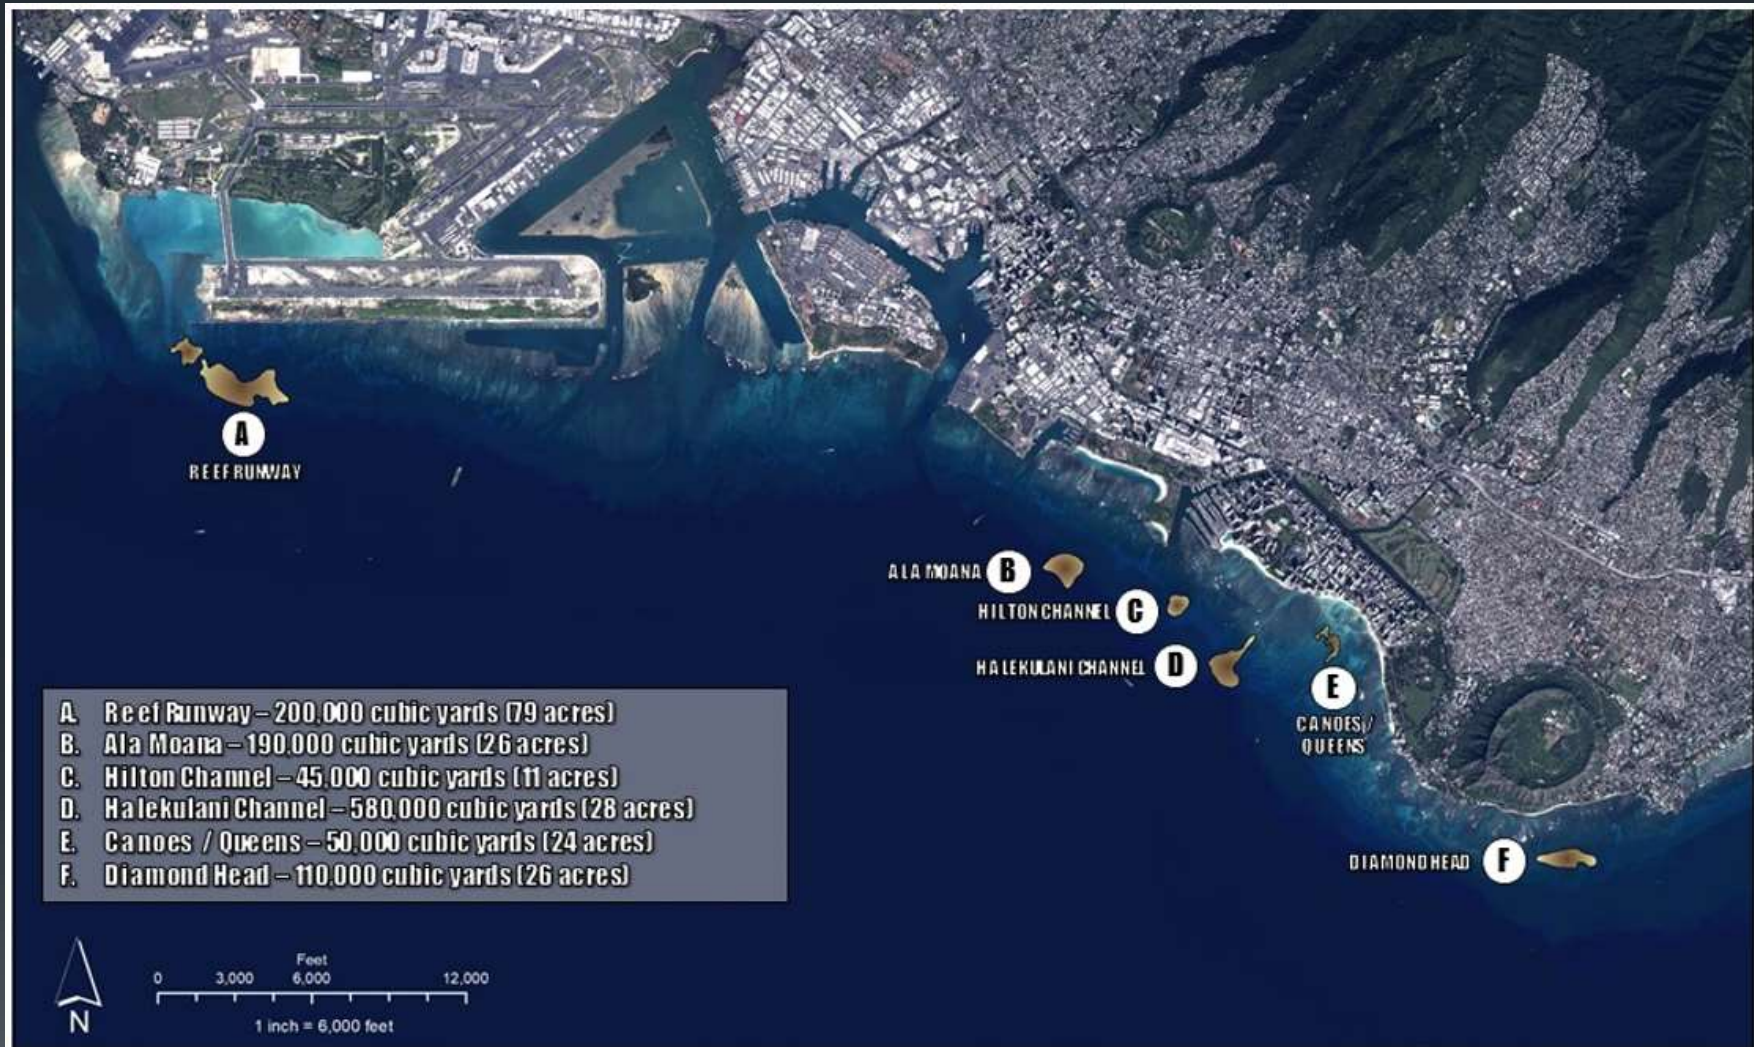 A
REEF RUNWAY
ALA MOANA B
HILTON CHANNEL C
HALEKULANI CHANNEL D
E
CANOES /
QUEENS
DIAMOND HEAD F
A. Reef Runway – 200,000 cubic yards (79 acres)
B. Ala Moana – 190,000 cubic yards (26 acres)
C. Hilton Channel – 45,000 cubic yards (11 acres)
D. Halekulani Channel – 580,000 cubic yards (28 acres)
E. Canoes / Queens – 50,000 cubic yards (24 acres)
F. Diamond Head – 110,000 cubic yards (26 acres)
Feet
0 3,000 6,000 12,000
1 inch = 6,000 feet
N